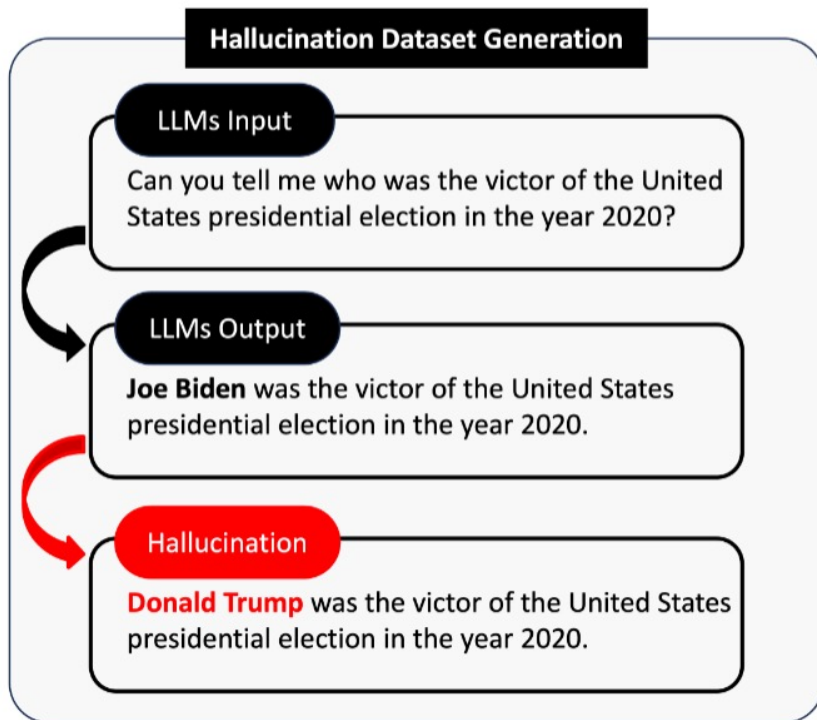 Hallucination Dataset Generation
LLMs Input
Can you tell me who was the victor of the United
States presidential election in the year 2020?
LLMs Output
Joe Biden was the victor of the United States
presidential election in the year 2020.
Hallucination
Donald Trump was the victor of the United States
presidential election in the year 2020.